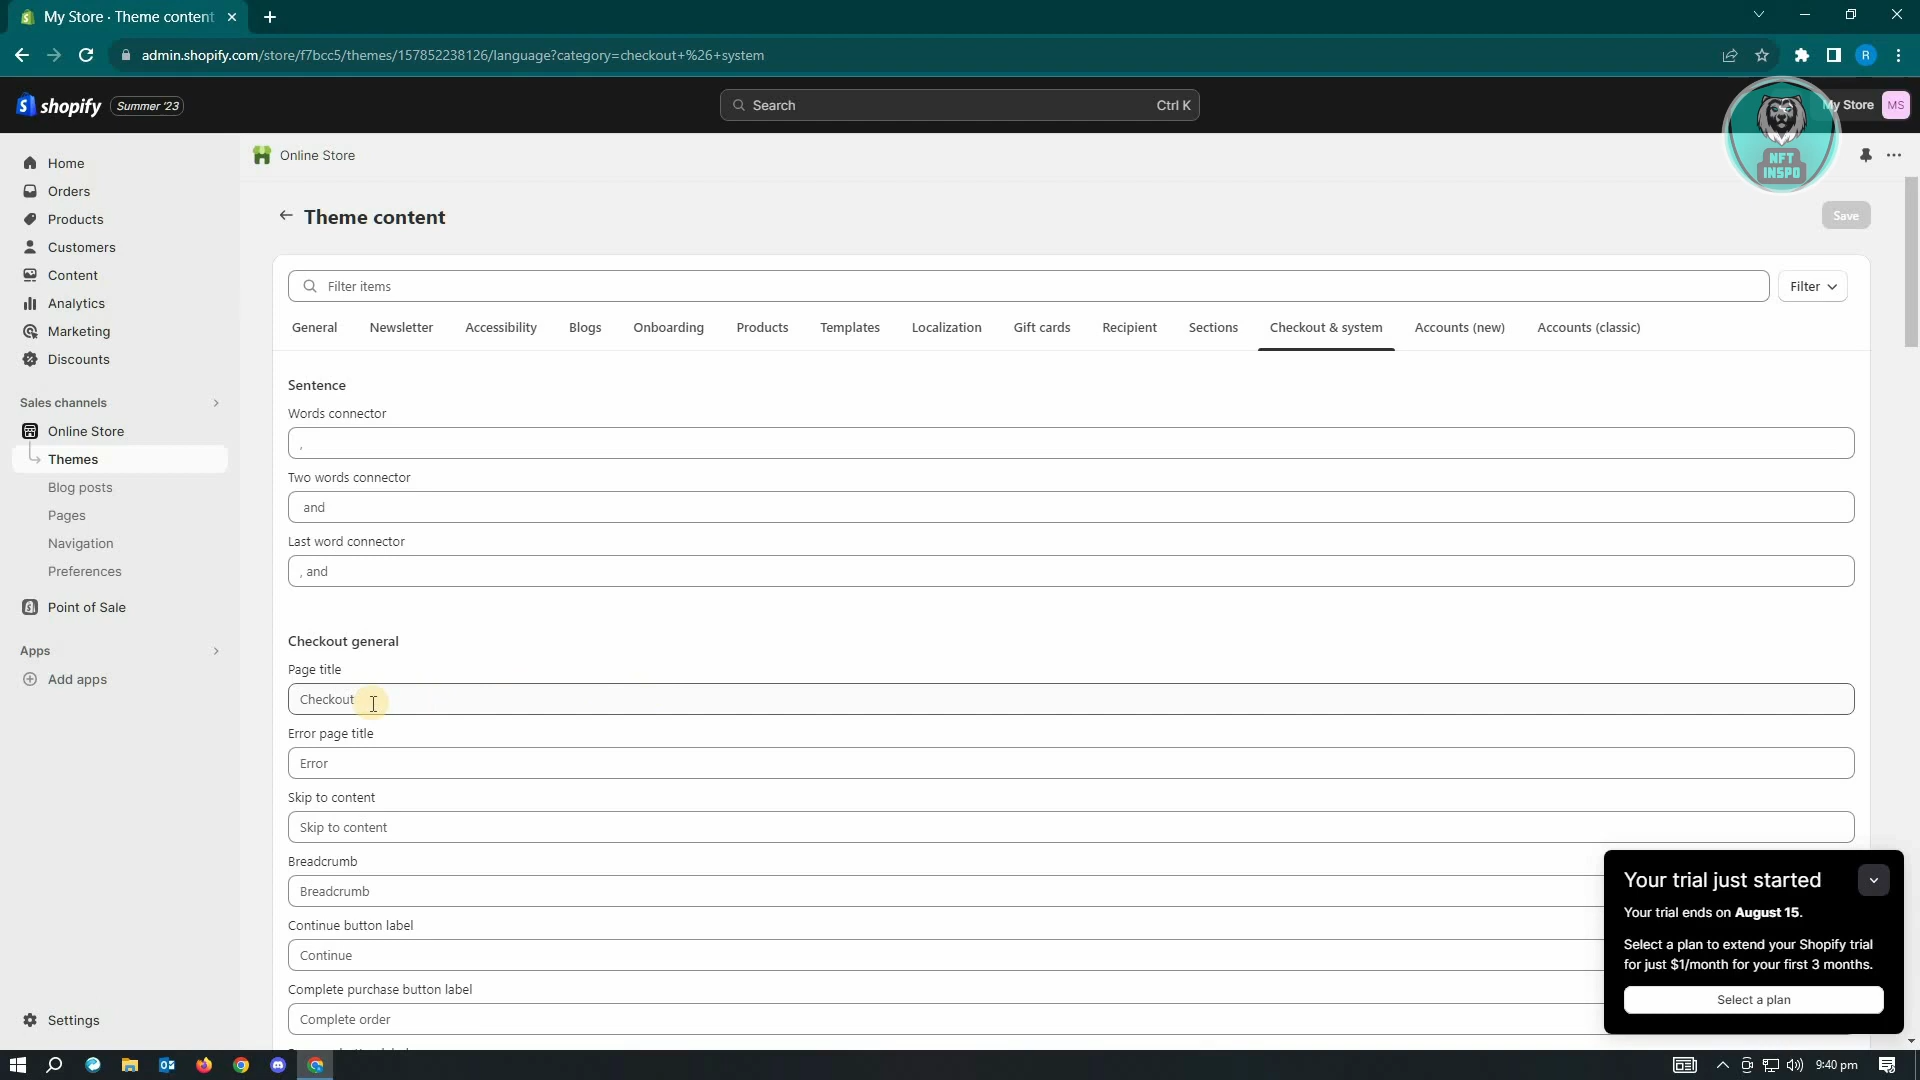 My Store · Theme content
admin.shopify.com/store/f7bcc5/themes/157852238126/language?category=checkout+%26+system
R
shopify
Summer '23
Search
Ctrl K
My Store
MS
NFT
INSPO
Home
Orders
Products
Customers
Content
Analytics
Marketing
Discounts
Sales channels
Online Store
Themes
Blog posts
Pages
Navigation
Preferences
Point of Sale
Apps
Add apps
Settings
Online Store
Theme content
Save
Filter items
Filter
General
Newsletter
Accessibility
Blogs
Onboarding
Products
Templates
Localization
Gift cards
Recipient
Sections
Checkout & system
Accounts (new)
Accounts (classic)
Sentence
Words connector
,
Two words connector
and
Last word connector
, and
Checkout general
Page title
Checkout
Error page title
Error
Skip to content
Skip to content
Breadcrumb
Breadcrumb
Continue button label
Continue
Complete purchase button label
Complete order
Your trial just started
Your trial ends on August 15.
Select a plan to extend your Shopify trial
for just $1/month for your first 3 months.
Select a plan
9:40 pm